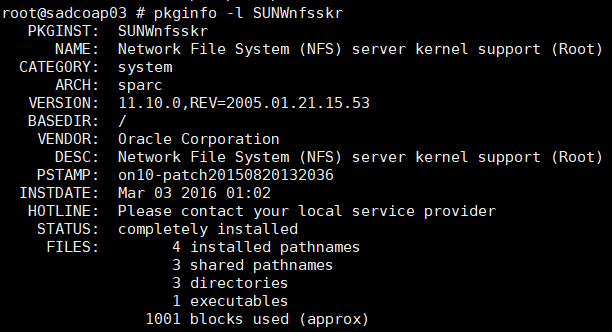 root@sadcoap03 # pkginfo -l SUNWnfsskr
PKGINST: SUNWnfsskr
NAME: Network File System (NFS) server kernel support (Root)
CATEGORY: system
ARCH: sparc
VERSION: 11.10.0,REV=2005.01.21.15.53
BASEDIR: /
VENDOR: Oracle Corporation
DESC: Network File System (NFS) server kernel support (Root)
PSTAMP: on10-patch20150820132036
INSTDATE: Mar 03 2016 01:02
HOTLINE: Please contact your local service provider
STATUS: completely installed
FILES: 4 installed pathnames
3 shared pathnames
3 directories
1 executables
1001 blocks used (approx)